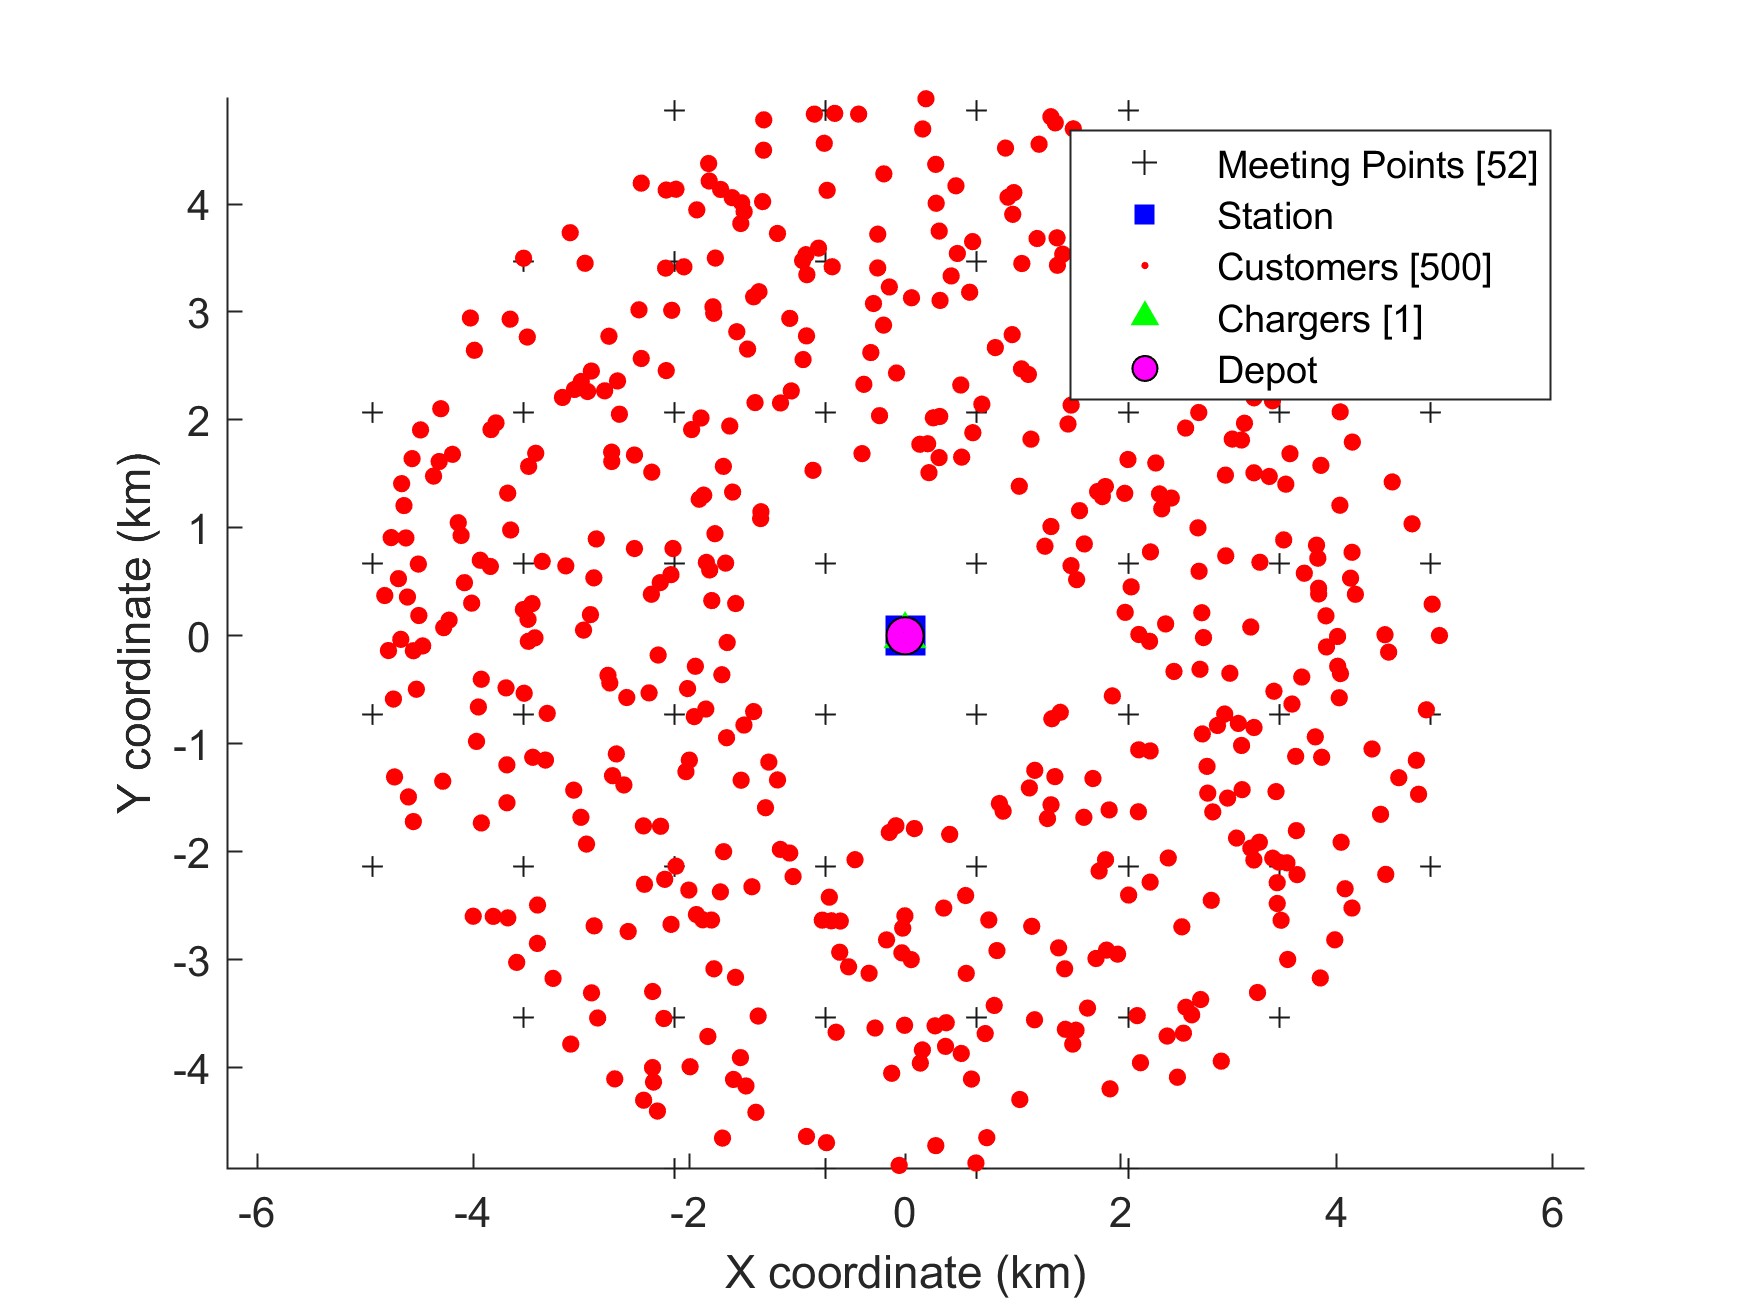 Meeting Points [52]
Station
Customers [500]
Chargers [1]
Depot
4
3
2
1
0
-1
-2
-3
-4
Y coordinate (km)
-6 -4 -2 0 2 4 6
X coordinate (km)